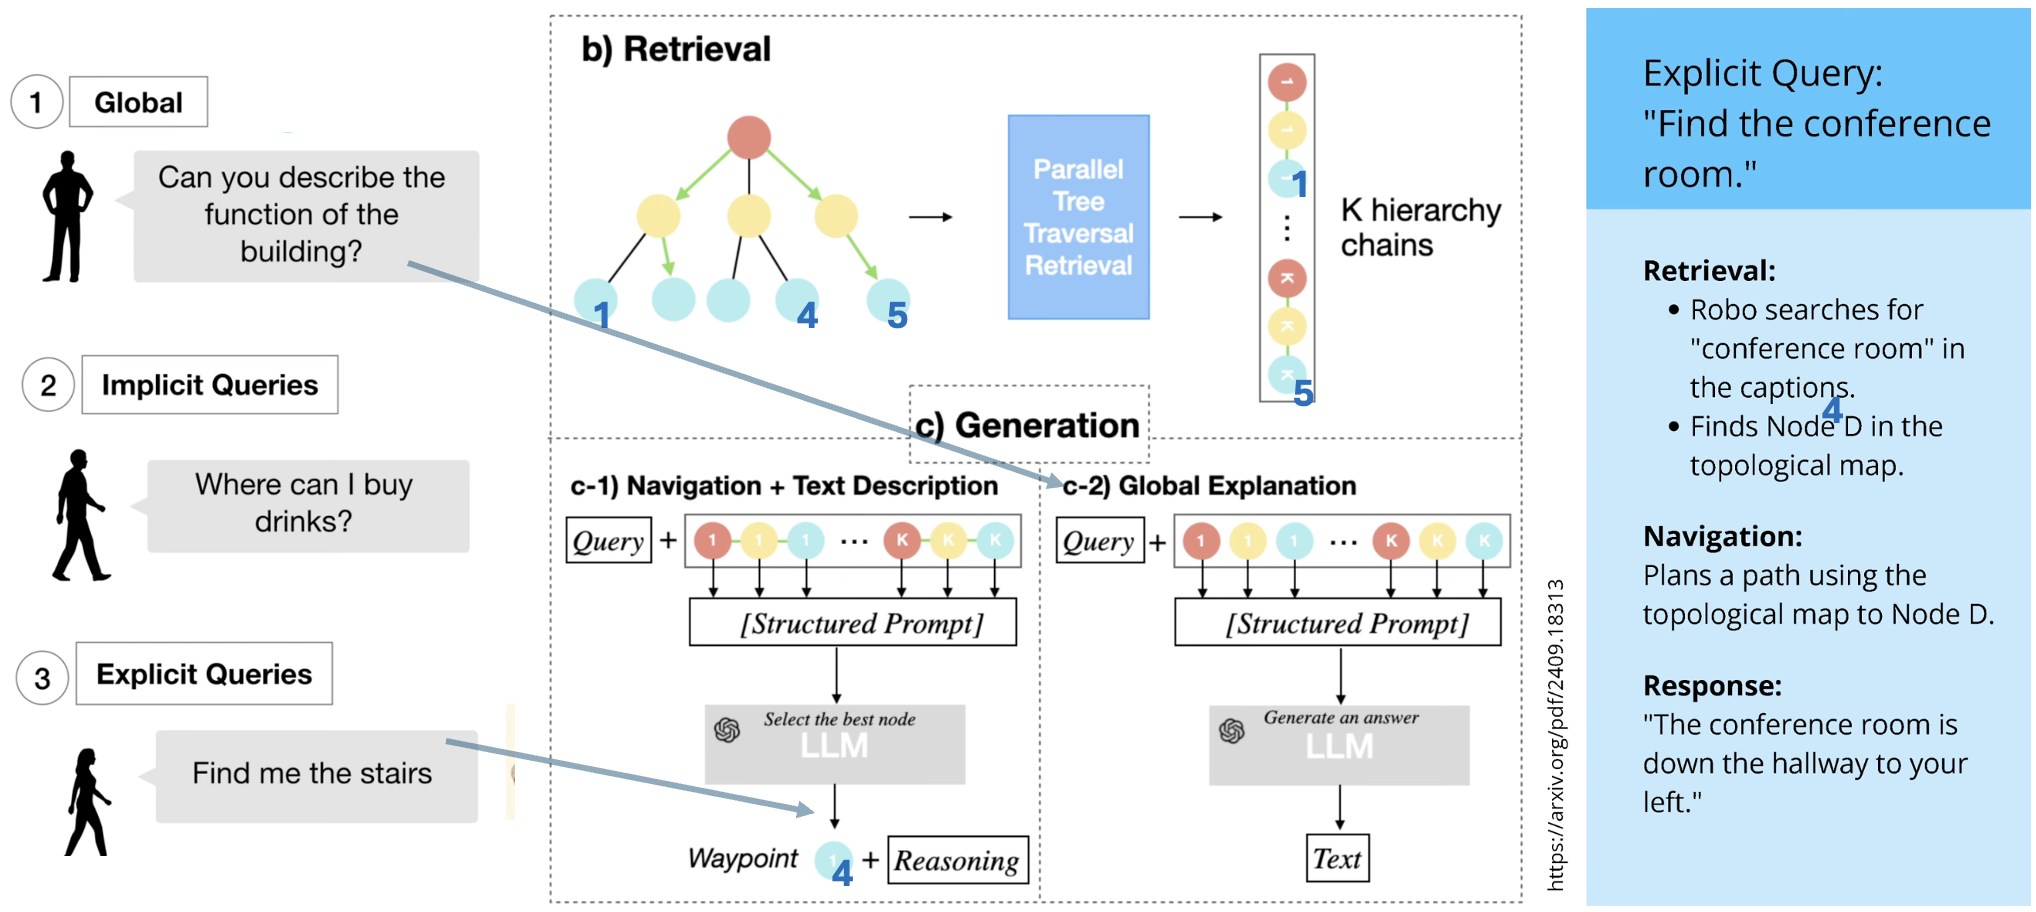 1
Global
Can you describe the
function of the
building?
2
Implicit Queries
Where can I buy
drinks?
3
Explicit Queries
Find me the stairs
b) Retrieval
1
4
5
Parallel
Tree
Traversal
Retrieval
1
1
1
⋮
K
K
K
5
K hierarchy
chains
c) Generation
c-1) Navigation + Text Description
Query + 1 1 1 ... K K K
[Structured Prompt]
Select the best node
LLM
Waypoint 1 4 + Reasoning
c-2) Global Explanation
Query + 1 1 1 ... K K K
[Structured Prompt]
Generate an answer
LLM
Text
https://arxiv.org/pdf/2409.18313
Explicit Query:
"Find the conference
room."
Retrieval:
• Robo searches for
"conference room" in
the captions.
4
• Finds Node D in the
topological map.
Navigation:
Plans a path using the
topological map to Node D.
Response:
"The conference room is
down the hallway to your
left."